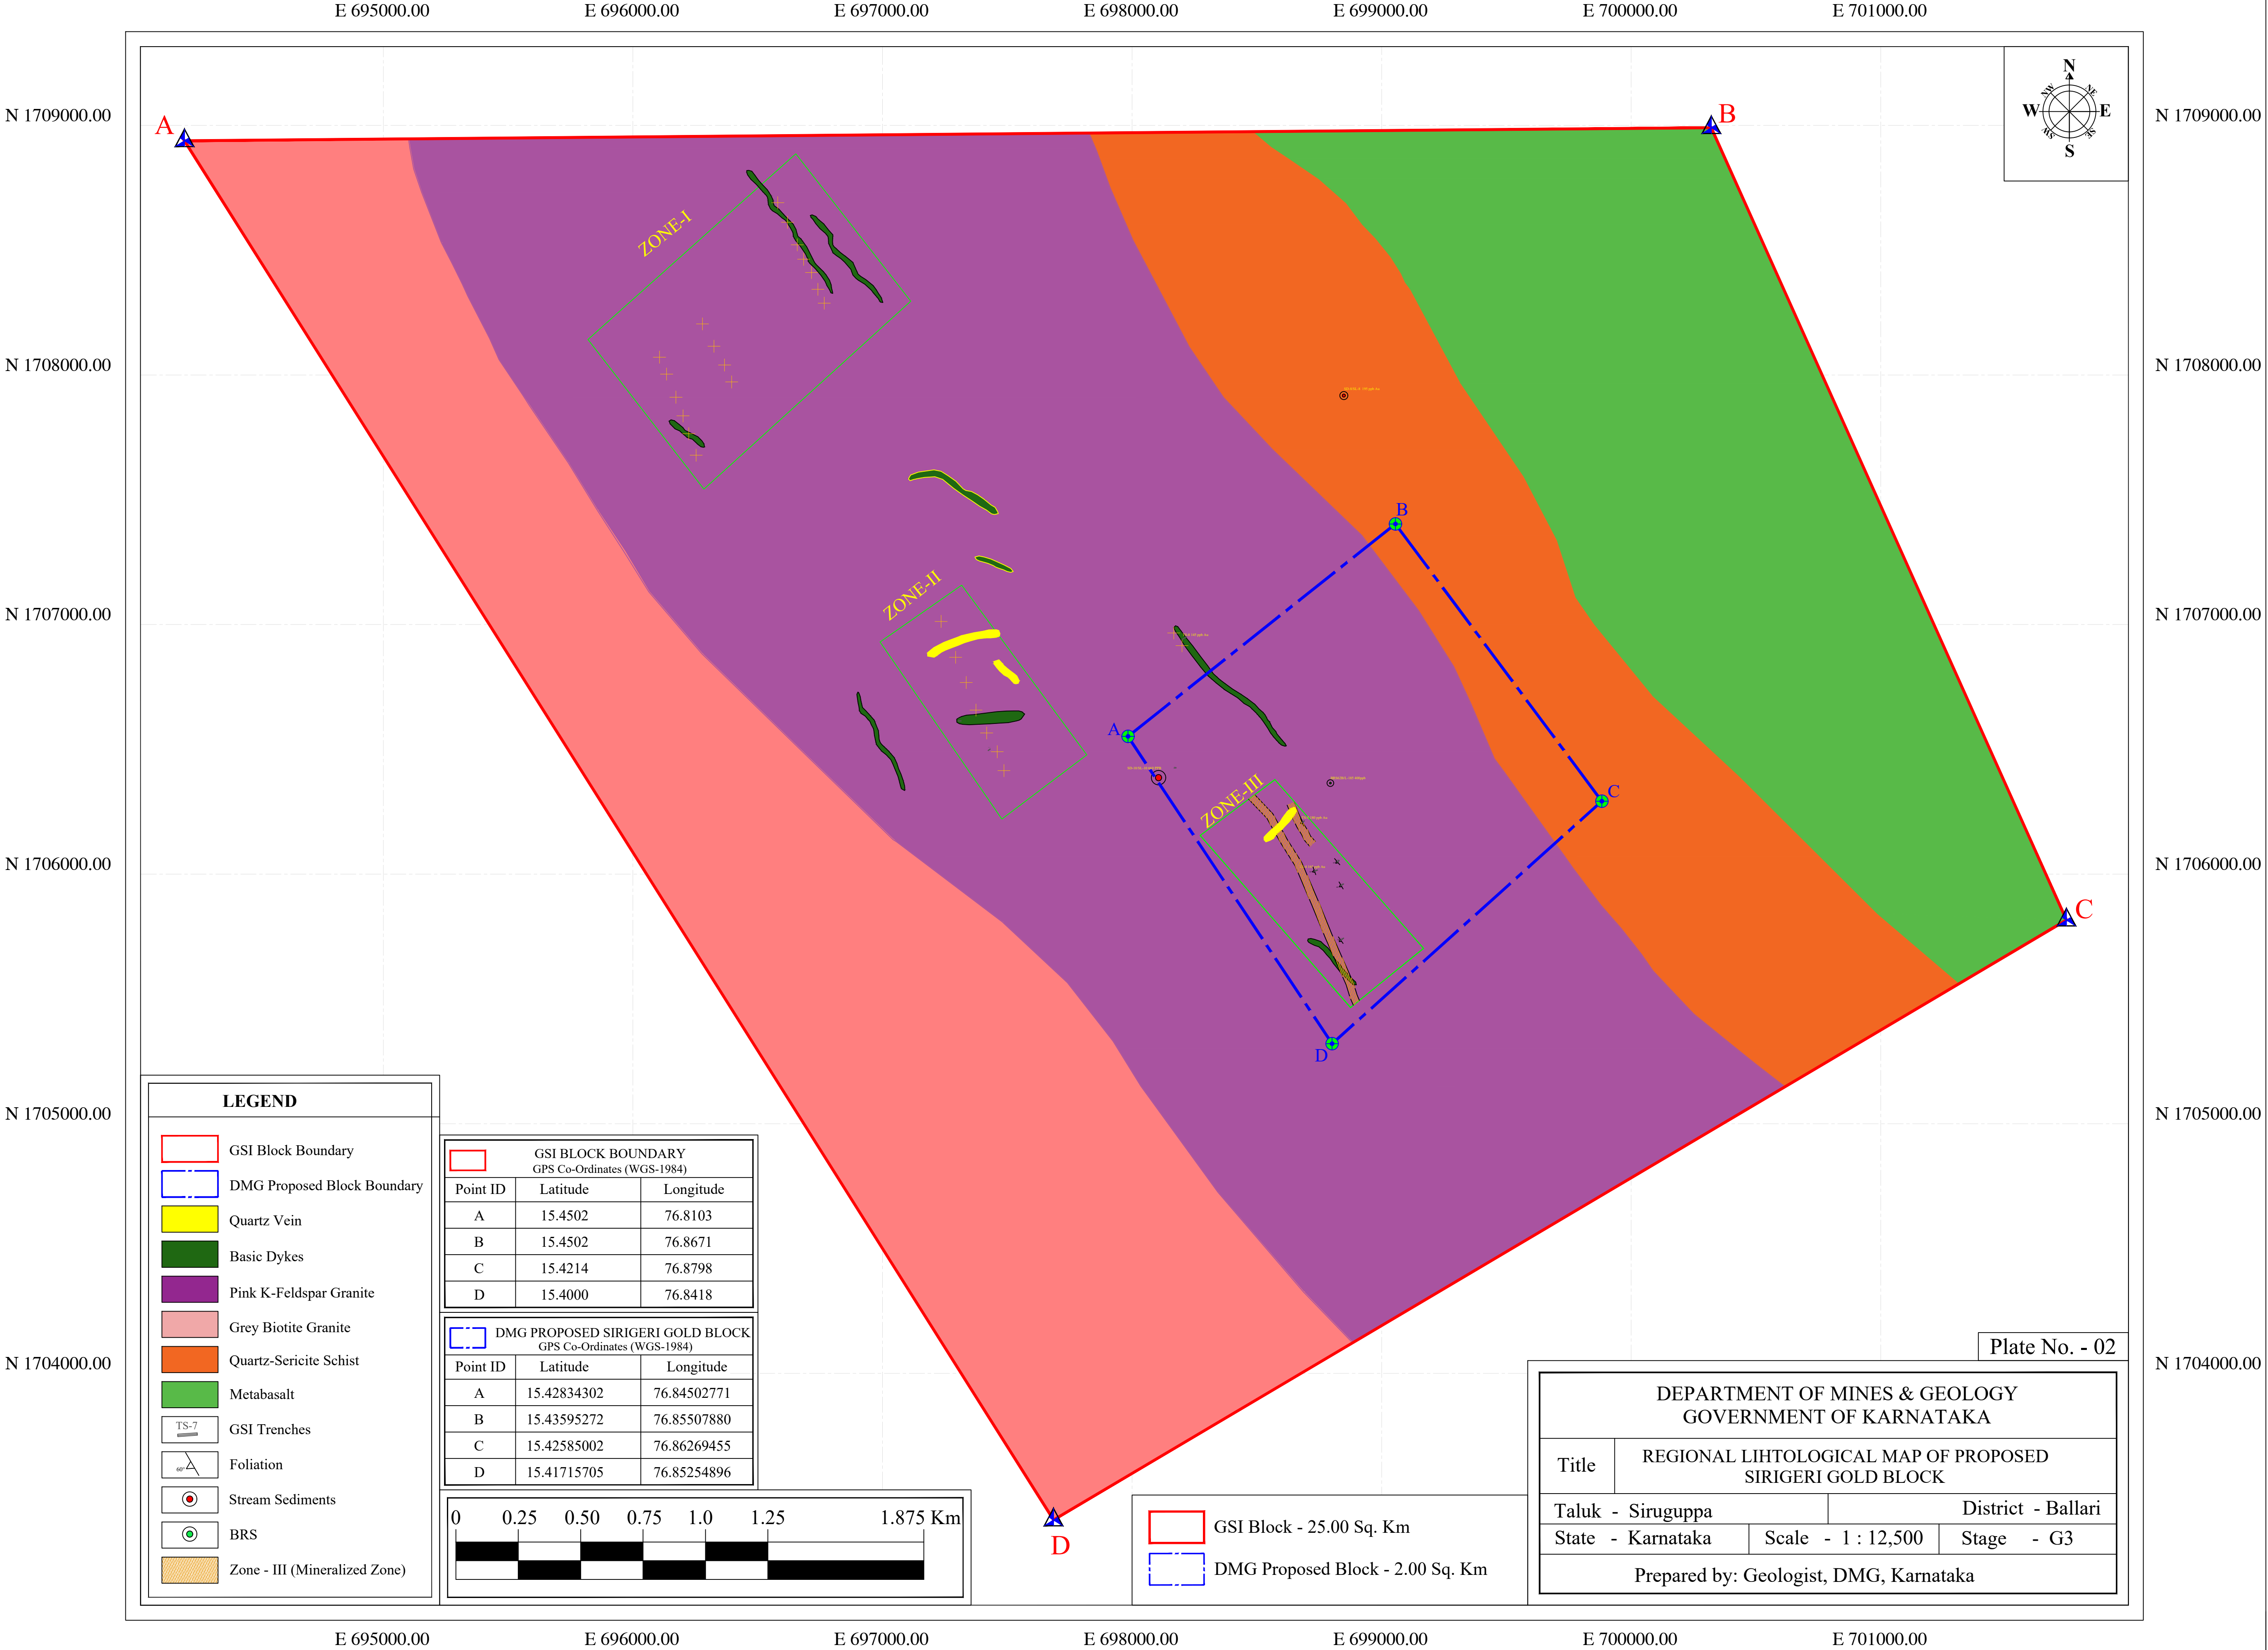 E 695000.00 E 696000.00 E 697000.00 E 698000.00 E 699000.00 E 700000.00 E 701000.00
N 1709000.00
N 1708000.00
N 1707000.00
N 1706000.00
N 1705000.00
N 1704000.00
A
B
C
D
N
NE
E
SE
S
SW
W
NW
N 1709000.00
N 1708000.00
N 1707000.00
N 1706000.00
N 1705000.00
N 1704000.00
ZONE-I
ZONE-II
ZONE-III
A
B
C
D
LEGEND
GSI Block Boundary
DMG Proposed Block Boundary
Quartz Vein
Basic Dykes
Pink K-Feldspar Granite
Grey Biotite Granite
Quartz-Sericite Schist
Metabasalt
TS-7
GSI Trenches
60°
Foliation
Stream Sediments
BRS
Zone - III (Mineralized Zone)
GSI BLOCK BOUNDARY
GPS Co-Ordinates (WGS-1984)
Point ID Latitude Longitude
A 15.4502 76.8103
B 15.4502 76.8671
C 15.4214 76.8798
D 15.4000 76.8418
DMG PROPOSED SIRIGERI GOLD BLOCK
GPS Co-Ordinates (WGS-1984)
Point ID Latitude Longitude
A 15.42834302 76.84502771
B 15.43595272 76.85507880
C 15.42585002 76.86269455
D 15.41715705 76.85254896
0 0.25 0.50 0.75 1.0 1.25 1.875 Km
GSI Block - 25.00 Sq. Km
DMG Proposed Block - 2.00 Sq. Km
Plate No. - 02
DEPARTMENT OF MINES & GEOLOGY
GOVERNMENT OF KARNATAKA
Title
REGIONAL LIHTOLOGICAL MAP OF PROPOSED
SIRIGERI GOLD BLOCK
Taluk - Siruguppa District - Ballari
State - Karnataka Scale - 1 : 12,500 Stage - G3
Prepared by: Geologist, DMG, Karnataka
E 695000.00 E 696000.00 E 697000.00 E 698000.00 E 699000.00 E 700000.00 E 701000.00